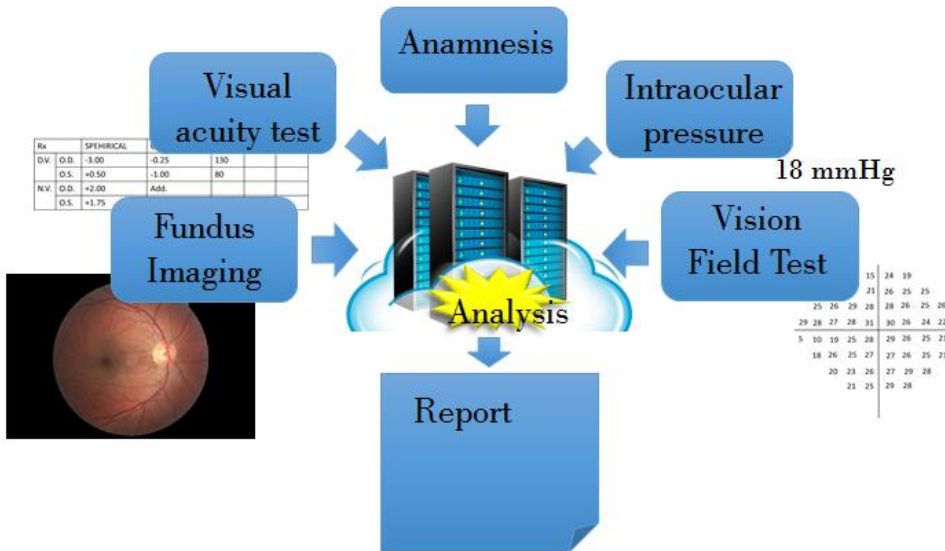 Anamnesis
Visual
acuity test
Intraocular
pressure
Rx SPEHIRICAL
D.V. O.D. -3.00 -0.25 130
O.S. +0.50 -1.00 80
N.V. O.D. +2.00 Add.
O.S. +1.75
18 mmHg
Fundus
Imaging
Vision
Field Test
Analysis
15 24 19
21 26 25 25
25 26 29 28 28 26 25 26
29 28 27 28 31 30 26 24 22
5 10 19 25 28 29 26 25 21
18 26 25 27 27 26 25 21
20 23 26 27 29 28
21 25 29 28
Report